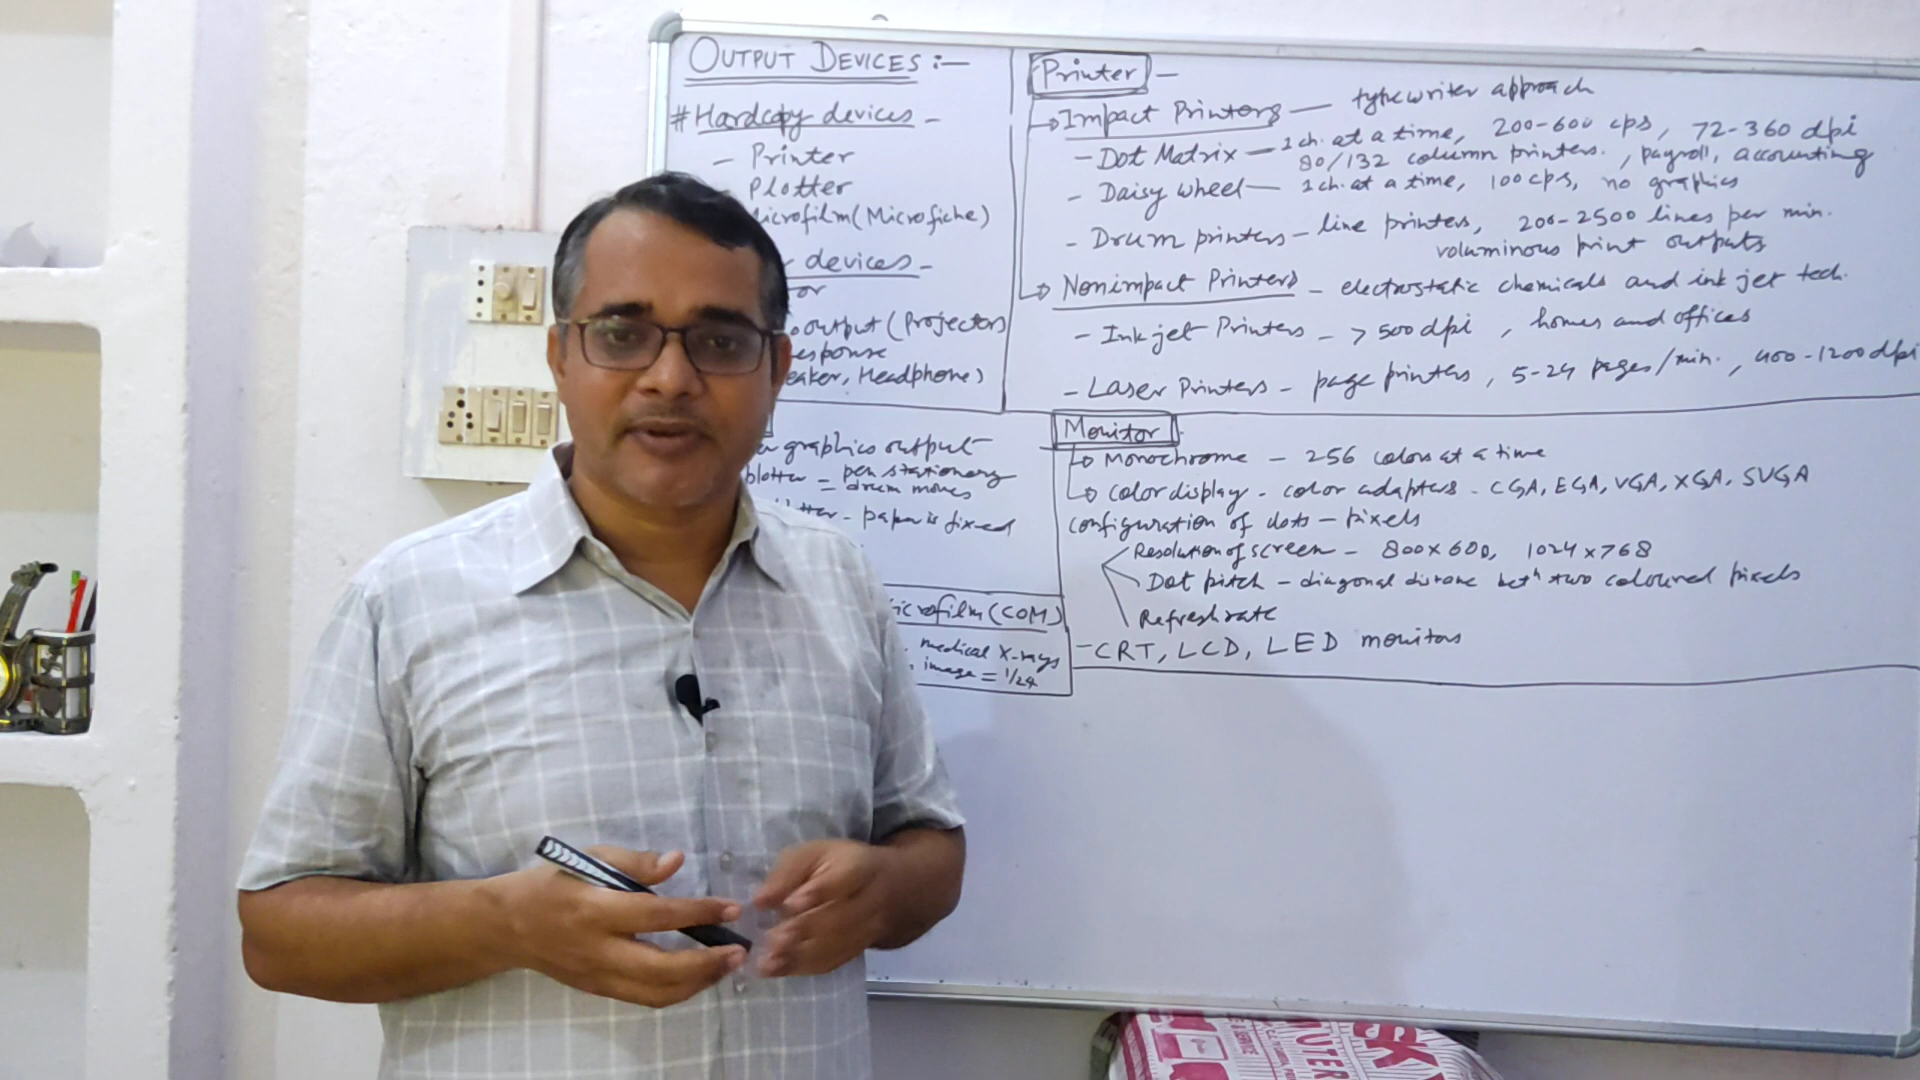 OUTPUT DEVICES :-
# Hardcopy devices -
- Printer
Plotter
Microfilm (Microfiche)
devices -
or
output (Projectors
esponse
eaker, Headphone)
graphics output
plotter = pen stationery
= drum moves
tter - paper is fixed
icrofilm (COM)
, medical X-rays
, image = 1/24
Printer -
Impact Printers - typewriter approach
- Dot Matrix - 1 ch. at a time, 200-600 cps, 72-360 dpi
80/132 column printers. , payroll, accounting
- Daisy wheel - 1 ch. at a time, 100 cps, no graphics
- Drum printers - line printers, 200-2500 lines per min.
voluminous print outputs
Nonimpact Printers - electrostatic chemicals and ink jet tech.
- Inkjet Printers - > 500 dpi , homes and offices
- Laser Printers - page printers, 5-24 pages/min. , 400-1200 dpi
Monitor
Monochrome - 256 colors at a time
Color display - color adapters - CGA, EGA, VGA, XGA, SVGA
Configuration of dots - pixels
Resolution of screen - 800 x 600, 1024 x 768
Dot pitch - diagonal distance betn two coloured pixels
Refresh rate
- CRT, LCD, LED monitors